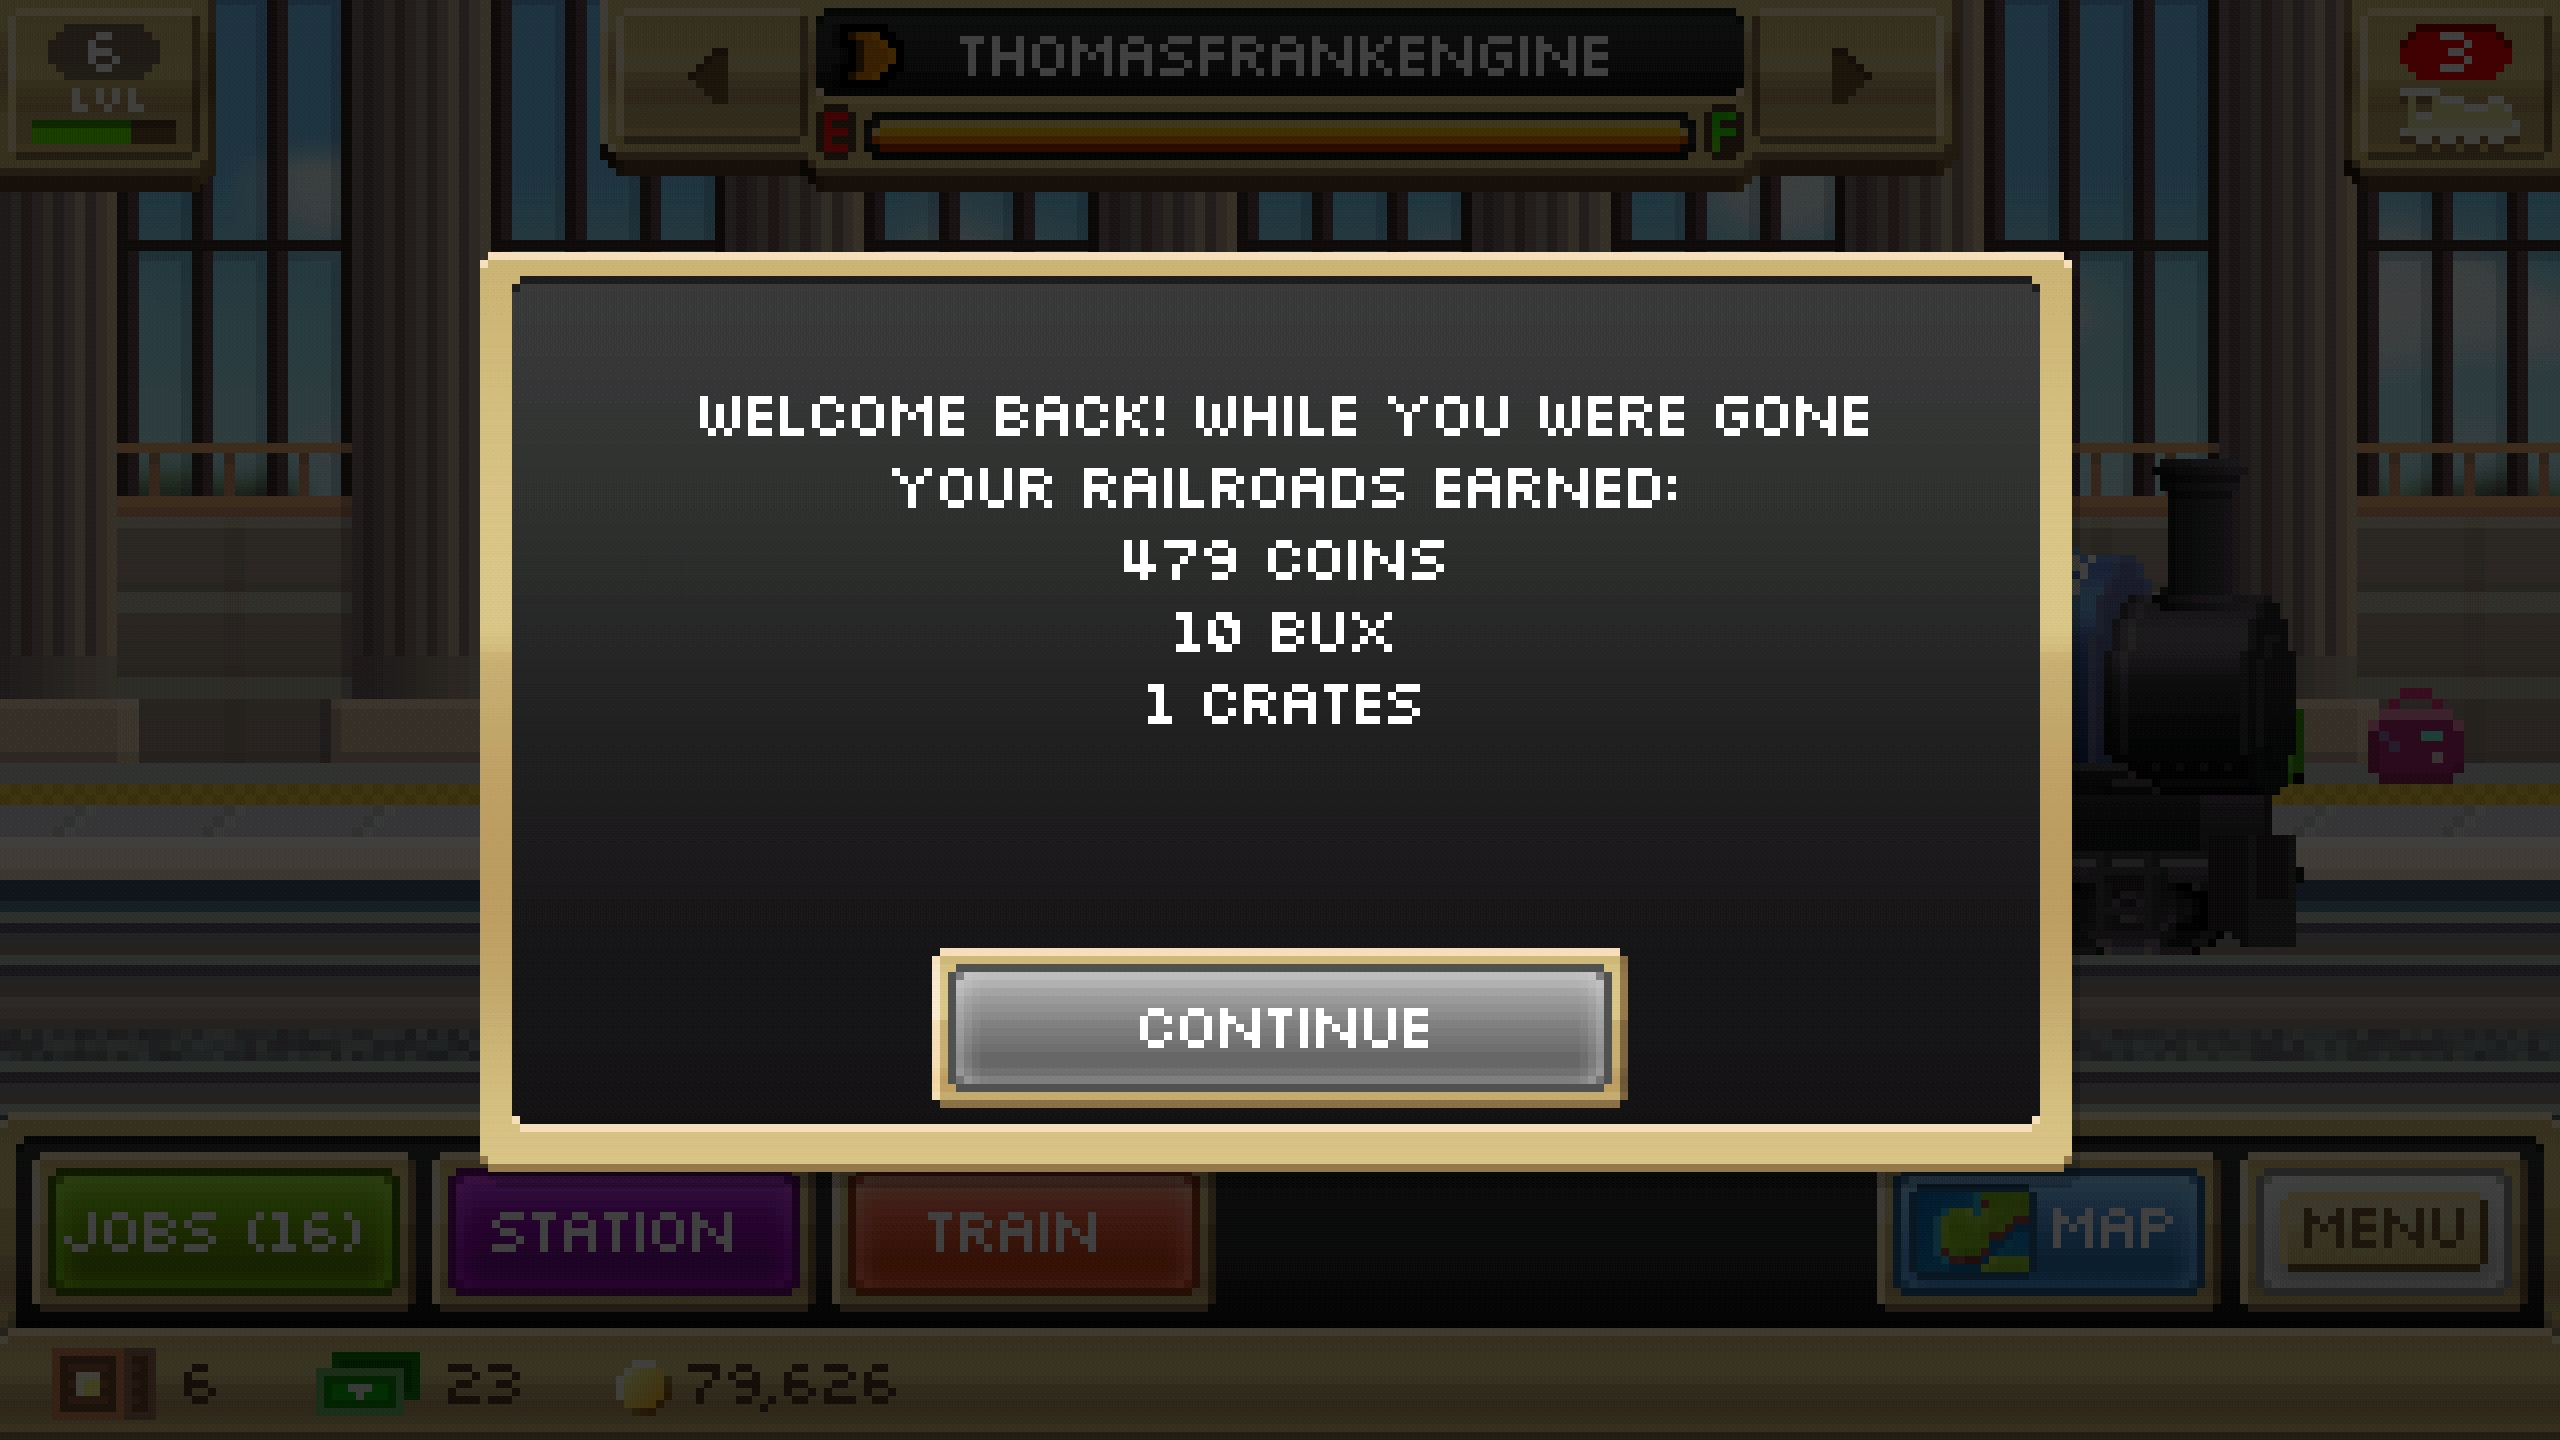 6
LVL
THOMASFRANKENGINE
E F
3
WELCOME BACK! WHILE YOU WERE GONE
YOUR RAILROADS EARNED:
479 COINS
10 BUX
1 CRATES
CONTINUE
JOBS (16)
STATION
TRAIN
MAP
MENU
6
23
79,626